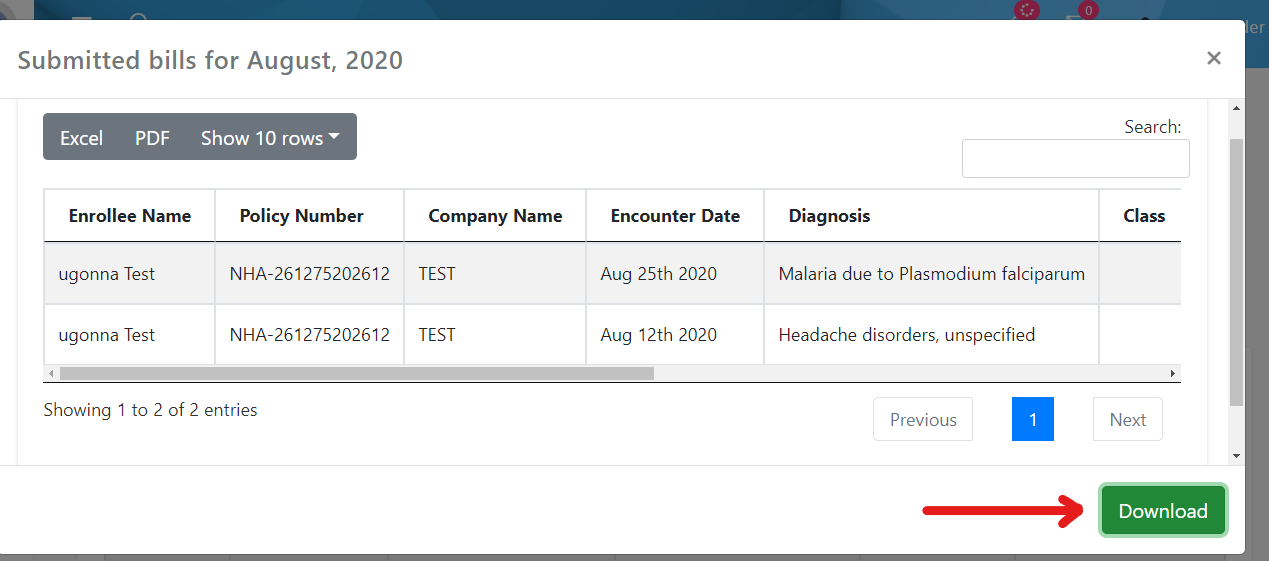 0
der
Submitted bills for August, 2020
×
Excel PDF Show 10 rows
Search:
Enrollee Name Policy Number Company Name Encounter Date Diagnosis Class
ugonna Test NHA-261275202612 TEST Aug 25th 2020 Malaria due to Plasmodium falciparum
ugonna Test NHA-261275202612 TEST Aug 12th 2020 Headache disorders, unspecified
Showing 1 to 2 of 2 entries
Previous 1 Next
Download